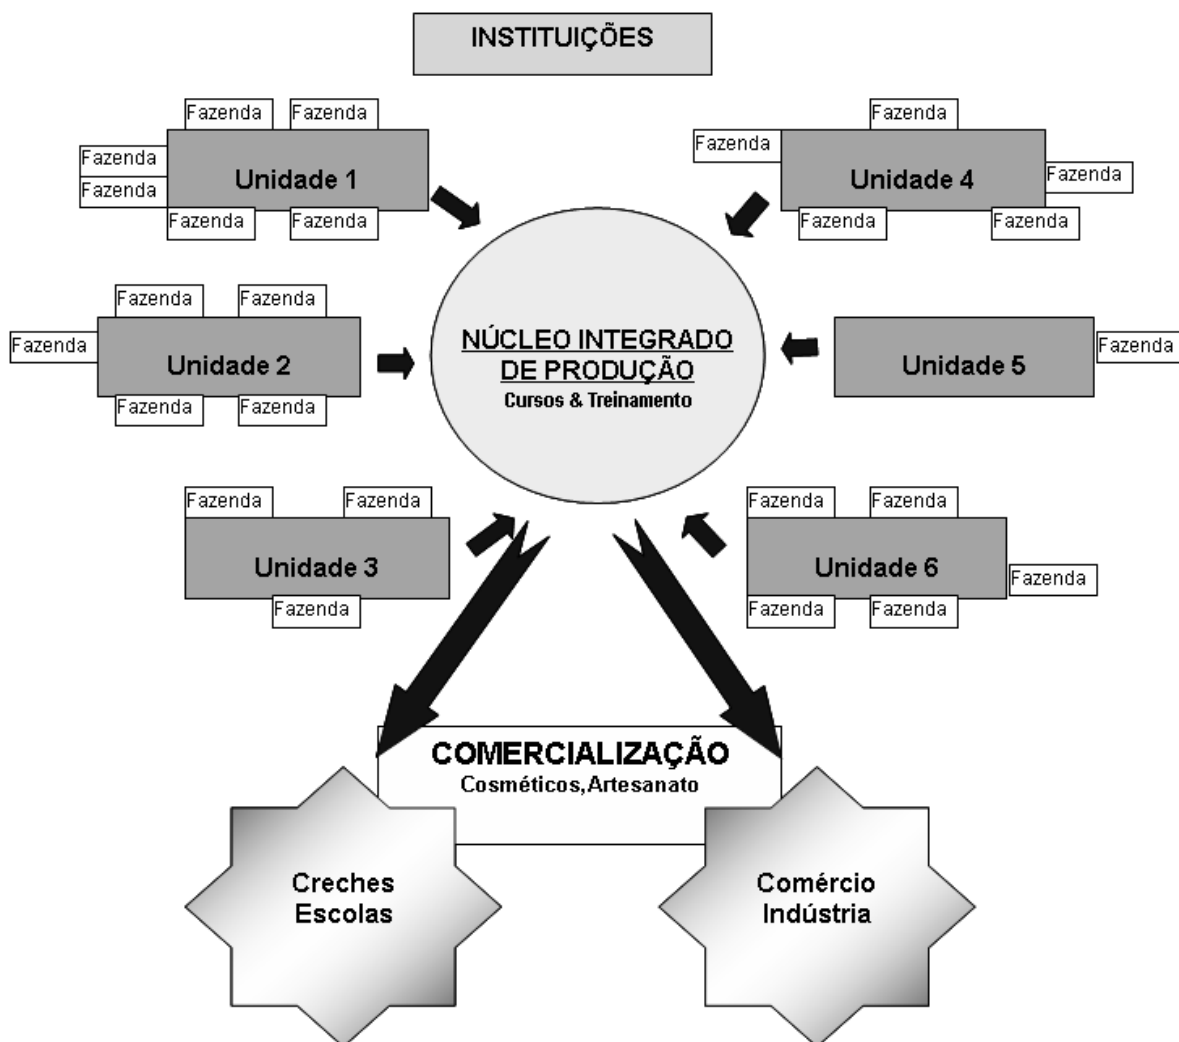 INSTITUIÇÕES
Fazenda
Fazenda
Fazenda
Fazenda
Unidade 1
Fazenda
Fazenda
Fazenda
Fazenda
Unidade 4
Fazenda
Fazenda
Fazenda
Fazenda
Fazenda
Fazenda
Unidade 2
Fazenda
Fazenda
NÚCLEO INTEGRADO
DE PRODUÇÃO
Cursos & Treinamento
Unidade 5
Fazenda
Fazenda
Fazenda
Unidade 3
Fazenda
Fazenda
Fazenda
Unidade 6
Fazenda
Fazenda
Fazenda
COMERCIALIZAÇÃO
Cosméticos,Artesanato
Creches
Escolas
Comércio
Indústria